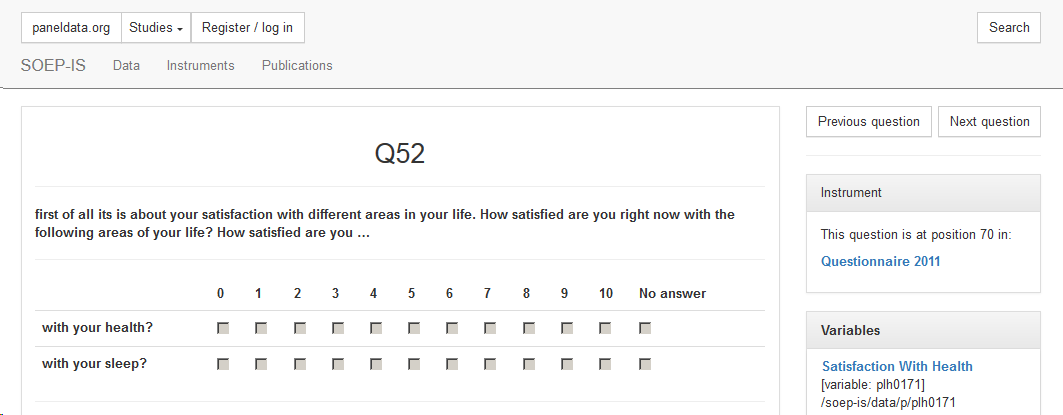 paneldata.org Studies Register / log in Search
SOEP-IS Data Instruments Publications
Previous question Next question
Q52
Instrument
first of all its is about your satisfaction with different areas in your life. How satisfied are you right now with the
following areas of your life? How satisfied are you ...
This question is at position 70 in:
Questionnaire 2011
0 1 2 3 4 5 6 7 8 9 10 No answer
with your health?
with your sleep?
Variables
Satisfaction With Health
[variable: plh0171]
/soep-is/data/p/plh0171